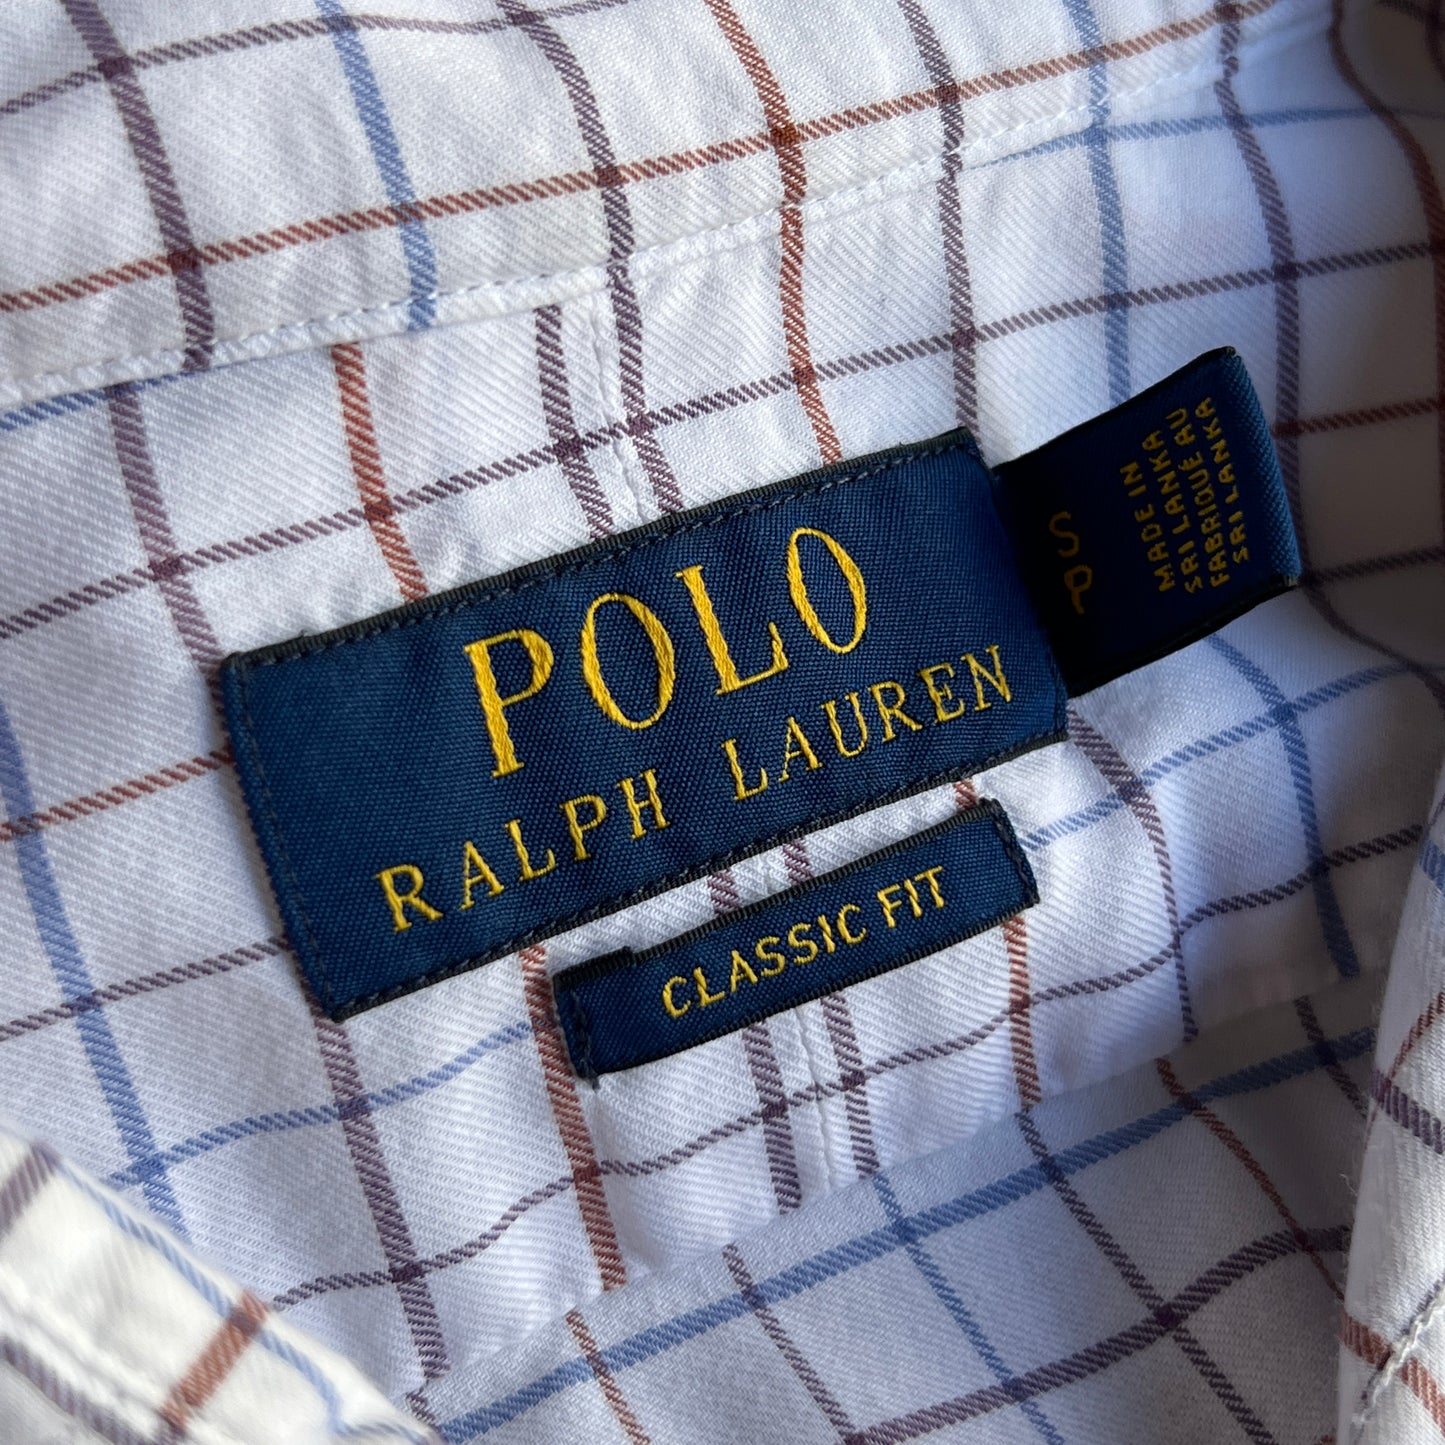 POLO
RALPH LAUREN
CLASSIC FIT
S
P
MADE IN
SRI LANKA
FABRIQUÉ AU
SRI LANKA